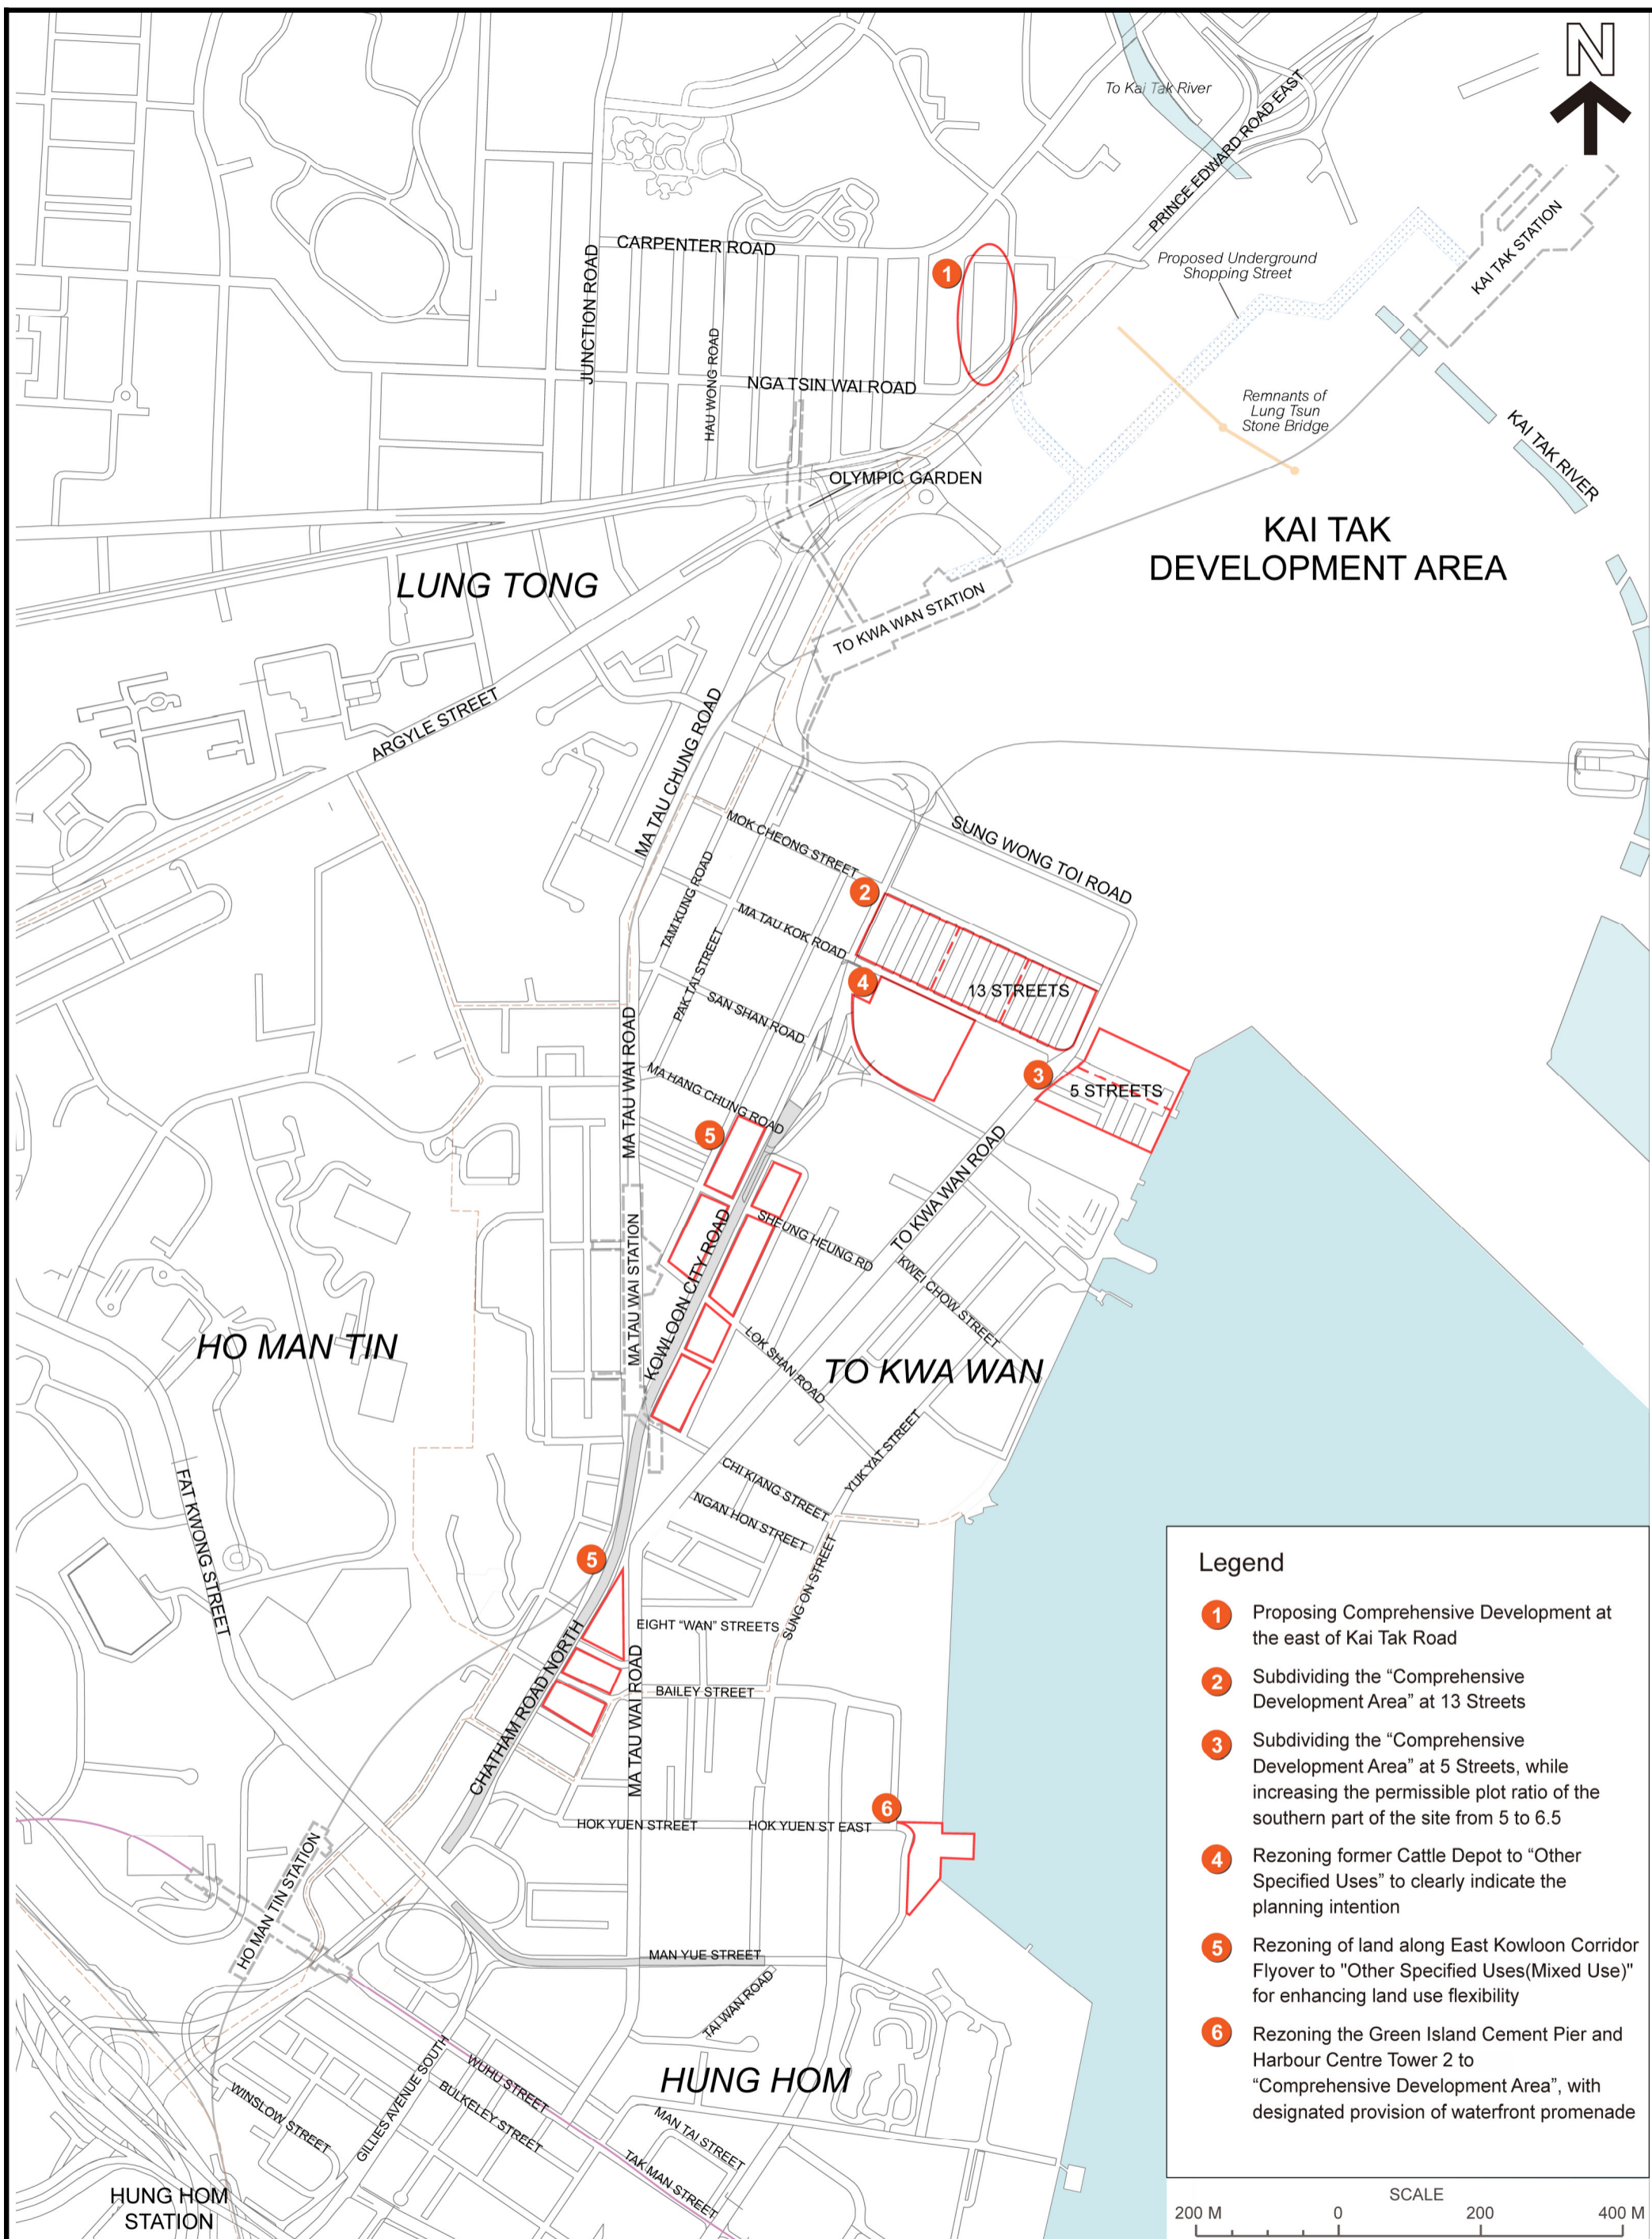 N
To Kai Tak River
PRINCE EDWARD ROAD EAST
KAI TAK STATION
CARPENTER ROAD
JUNCTION ROAD
1
Proposed Underground
Shopping Street
HAU WONG ROAD
NGA TSIN WAI ROAD
Remnants of
Lung Tsun
Stone Bridge
KAI TAK RIVER
OLYMPIC GARDEN
KAI TAK
DEVELOPMENT AREA
LUNG TONG
TO KWA WAN STATION
ARGYLE STREET
MA TAU CHUNG ROAD
MOK CHEONG STREET
SUNG WONG TOI ROAD
2
TAM KUNG ROAD
MA TAU KOK ROAD
PAK TAI STREET
4
13 STREETS
SAN SHAN ROAD
MA TAU WAI ROAD
MA HANG CHUNG ROAD
3
5 STREETS
5
TO KWA WAN ROAD
MA TAU WAI STATION
KOWLOON CITY ROAD
SHEUNG HEUNG RD
KWEI CHOW STREET
HO MAN TIN
LOK SHAN ROAD
TO KWA WAN
YUK YAT STREET
FAT KWONG STREET
CHI KIANG STREET
NGAN HON STREET
5
SUNG ON STREET
EIGHT “WAN” STREETS
CHATHAM ROAD NORTH
MA TAU WAI ROAD
BAILEY STREET
6
HOK YUEN STREET
HOK YUEN ST EAST
HO MAN TIN STATION
MAN YUE STREET
TAI WAN ROAD
GILLIES AVENUE SOUTH
WUHU STREET
BULKELEY STREET
WINSLOW STREET
HUNG HOM
MAN TAI STREET
TAK MAN STREET
HUNG HOM
STATION
Legend
1 Proposing Comprehensive Development at
the east of Kai Tak Road
2 Subdividing the “Comprehensive
Development Area” at 13 Streets
3 Subdividing the “Comprehensive
Development Area” at 5 Streets, while
increasing the permissible plot ratio of the
southern part of the site from 5 to 6.5
4 Rezoning former Cattle Depot to “Other
Specified Uses” to clearly indicate the
planning intention
5 Rezoning of land along East Kowloon Corridor
Flyover to "Other Specified Uses(Mixed Use)"
for enhancing land use flexibility
6 Rezoning the Green Island Cement Pier and
Harbour Centre Tower 2 to
“Comprehensive Development Area”, with
designated provision of waterfront promenade
SCALE
200 M 0 200 400 M